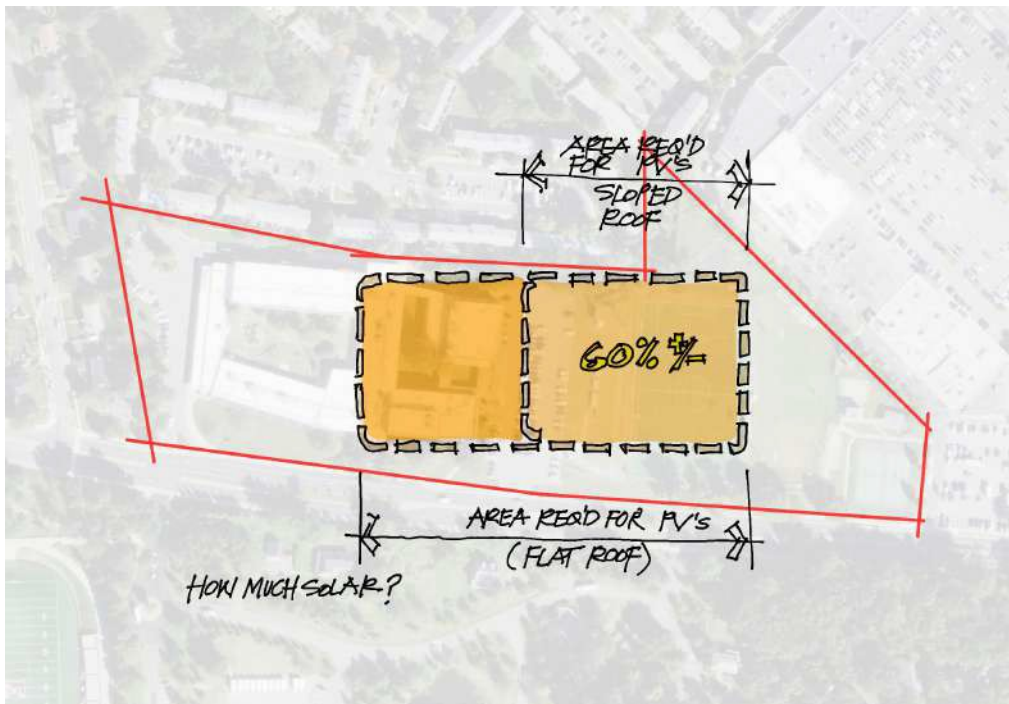 AREA REQ'D
FOR PV'S
SLOPED
ROOF
60% +/-
AREA REQ'D FOR PV'S
(FLAT ROOF)
HOW MUCH SOLAR?